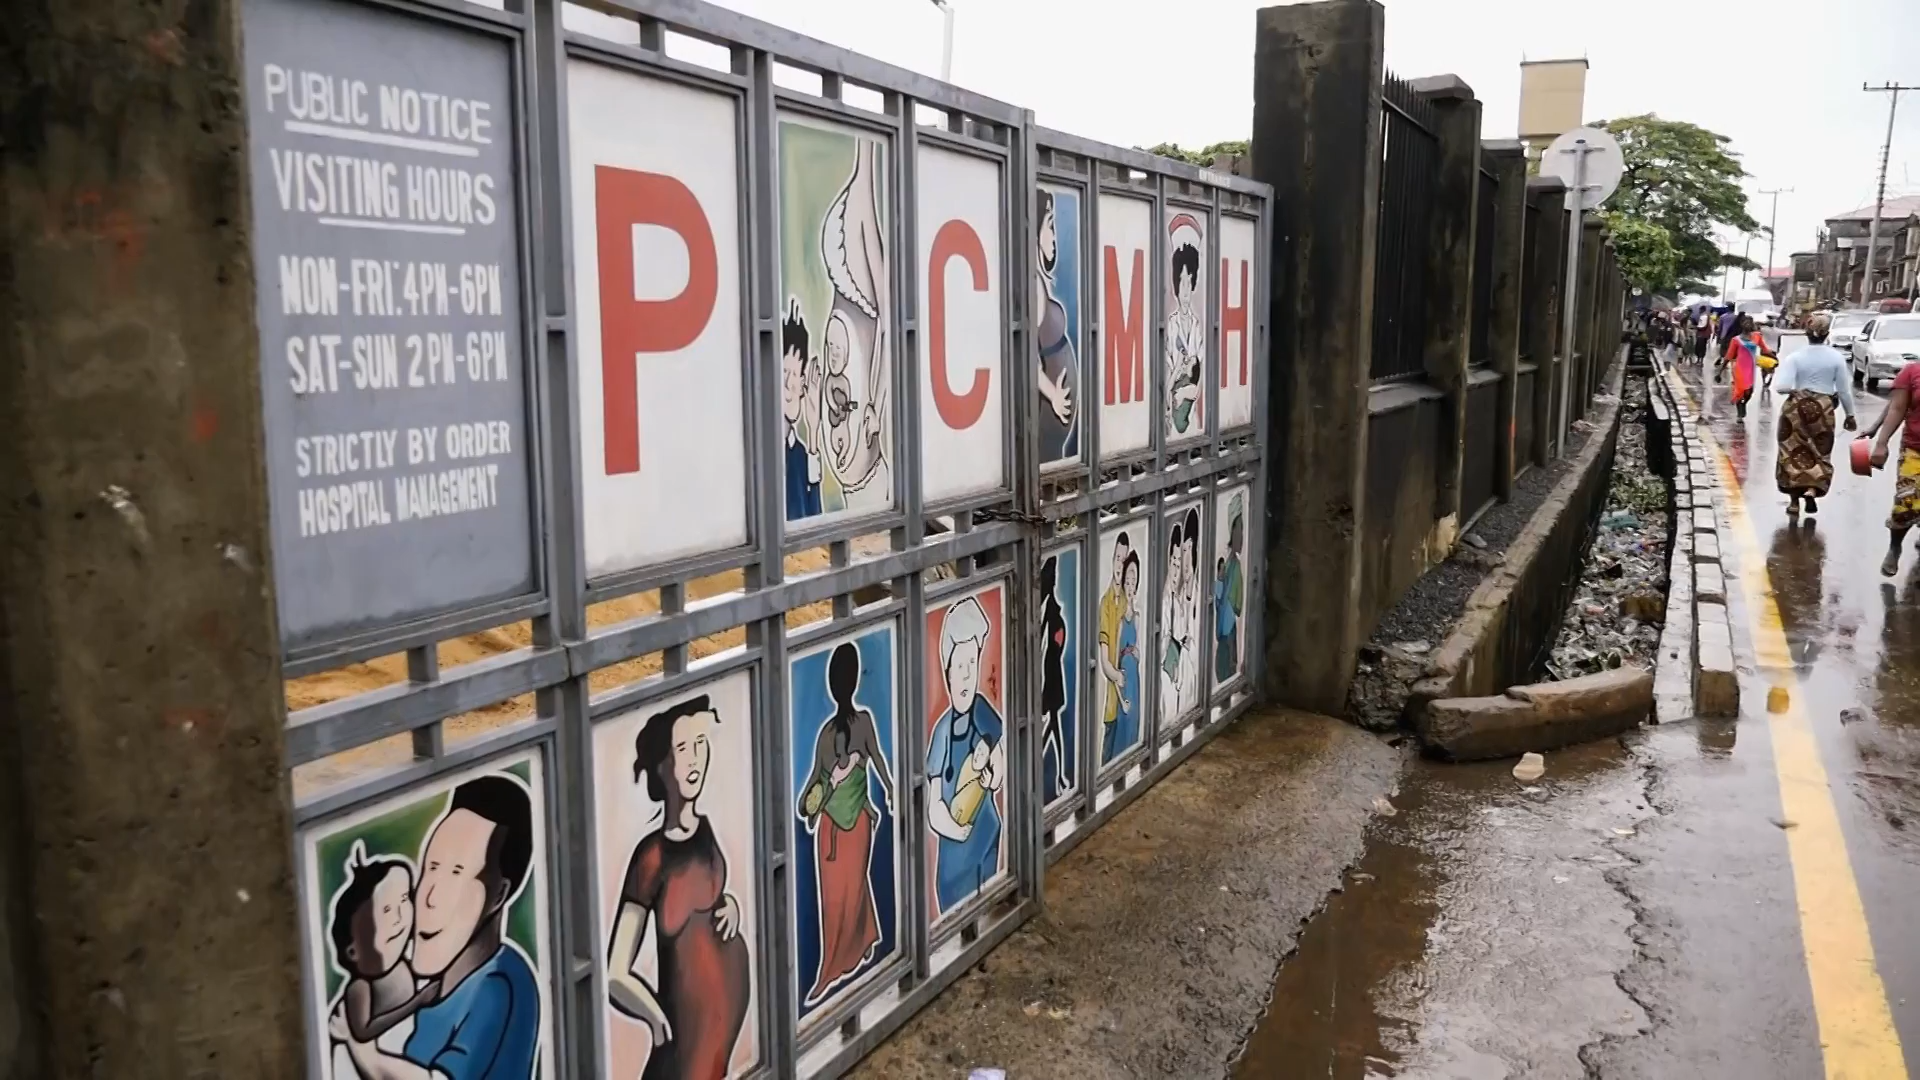 PUBLIC NOTICE
VISITING HOURS
MON-FRI: 4PM-6PM
SAT-SUN 2PM-6PM
STRICTLY BY ORDER
HOSPITAL MANAGEMENT
P C M H